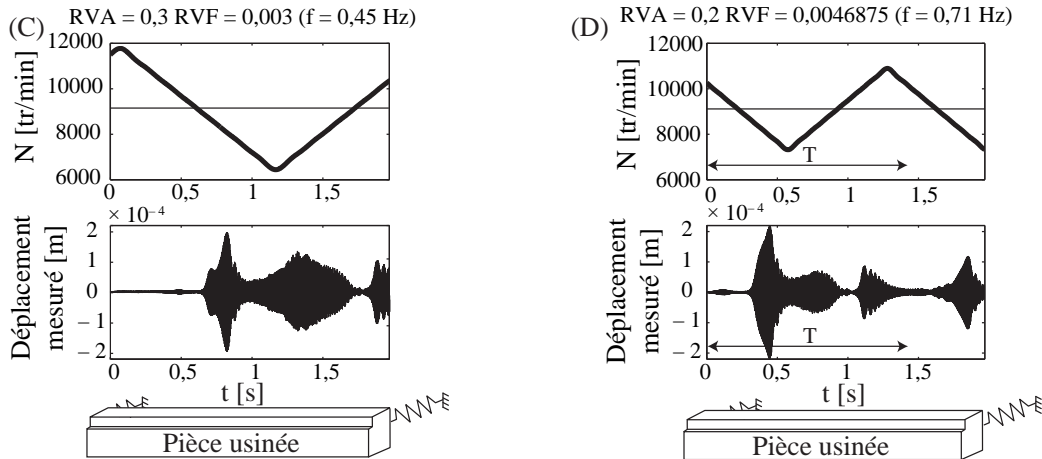 (C) RVA = 0,3 RVF = 0,003 (f = 0,45 Hz)
N [tr/min]
12000
10000
8000
6000
0 0,5 1 1,5
× 10⁻⁴
Déplacement
mesuré [m]
2
1
0
– 1
– 2
0 0,5 1 1,5
t [s]
Pièce usinée
(D) RVA = 0,2 RVF = 0,0046875 (f = 0,71 Hz)
N [tr/min]
12000
10000
8000
6000
T
0 0,5 1 1,5
× 10⁻⁴
Déplacement
mesuré [m]
2
1
0
– 1
– 2
T
0 0,5 1 1,5
t [s]
Pièce usinée